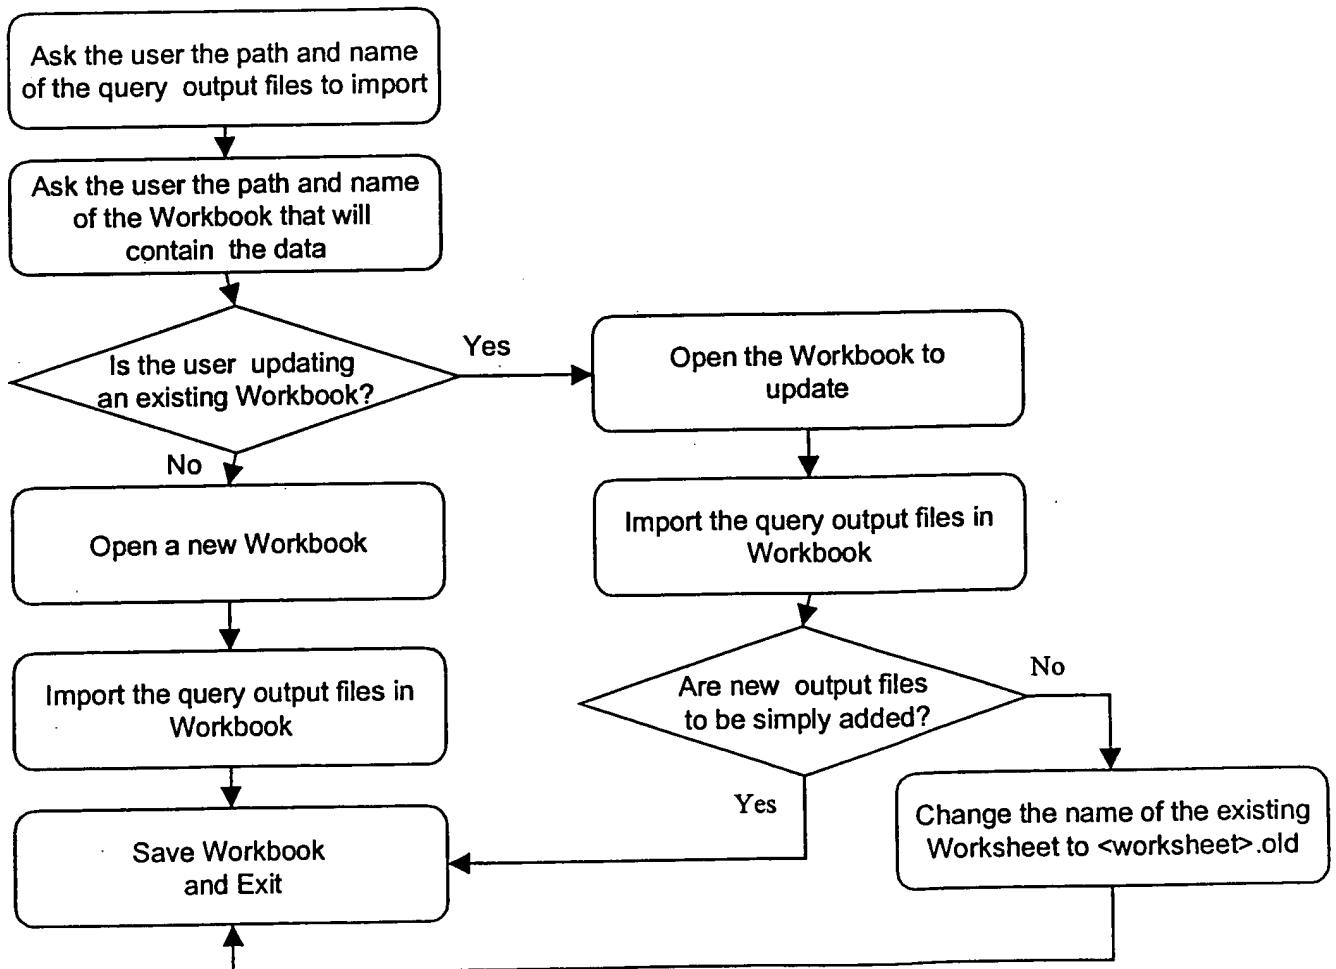 Ask the user the path and name
of the query output files to import
Ask the user the path and name
of the Workbook that will
contain the data
Is the user updating
an existing Workbook?
Yes
Open the Workbook to
update
No
Open a new Workbook
Import the query output files in
Workbook
Import the query output files in
Workbook
Are new output files
to be simply added?
No
Yes
Change the name of the existing
Worksheet to <worksheet>.old
Save Workbook
and Exit